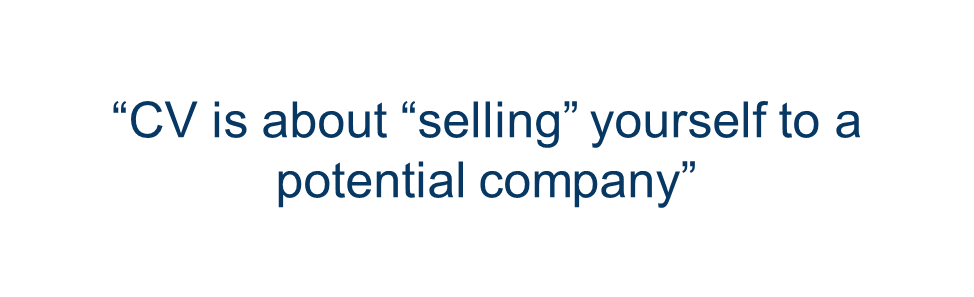 “CV is about “selling” yourself to a
potential company”